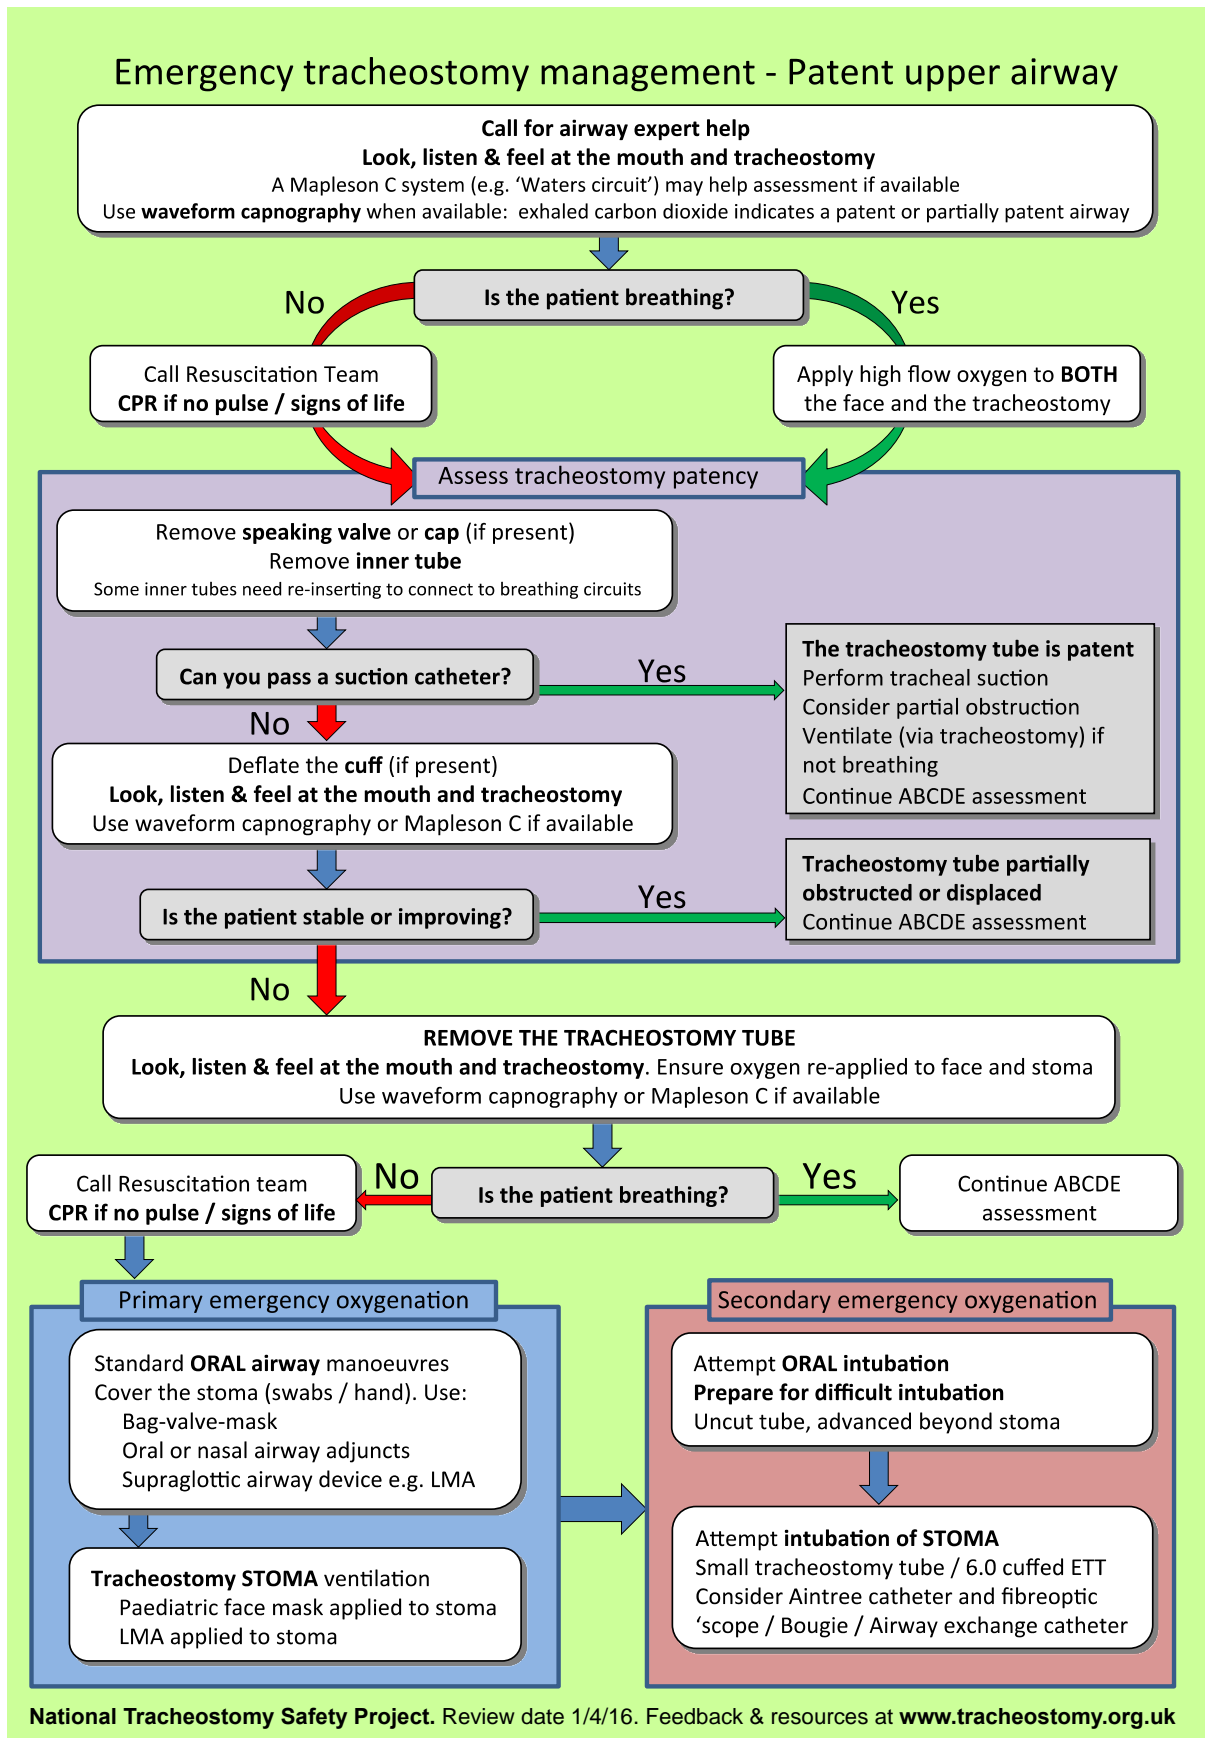 Emergency tracheostomy management - Patent upper airway
Call for airway expert help
Look, listen & feel at the mouth and tracheostomy
A Mapleson C system (e.g. ‘Waters circuit’) may help assessment if available
Use waveform capnography when available:  exhaled carbon dioxide indicates a patent or partially patent airway
Is the patient breathing?
No
Yes
Call Resuscitation Team
CPR if no pulse / signs of life
Apply high flow oxygen to BOTH
the face and the tracheostomy
Assess tracheostomy patency
Remove speaking valve or cap (if present)
Remove inner tube
Some inner tubes need re-inserting to connect to breathing circuits
Can you pass a suction catheter?
Yes
No
The tracheostomy tube is patent
Perform tracheal suction
Consider partial obstruction
Ventilate (via tracheostomy) if
not breathing
Continue ABCDE assessment
Deflate the cuff (if present)
Look, listen & feel at the mouth and tracheostomy
Use waveform capnography or Mapleson C if available
Is the patient stable or improving?
Yes
No
Tracheostomy tube partially
obstructed or displaced
Continue ABCDE assessment
REMOVE THE TRACHEOSTOMY TUBE
Look, listen & feel at the mouth and tracheostomy. Ensure oxygen re-applied to face and stoma
Use waveform capnography or Mapleson C if available
Is the patient breathing?
No
Yes
Call Resuscitation team
CPR if no pulse / signs of life
Continue ABCDE
assessment
Primary emergency oxygenation
Standard ORAL airway manoeuvres
Cover the stoma (swabs / hand). Use:
Bag-valve-mask
Oral or nasal airway adjuncts
Supraglottic airway device e.g. LMA
Tracheostomy STOMA ventilation
Paediatric face mask applied to stoma
LMA applied to stoma
Secondary emergency oxygenation
Attempt ORAL intubation
Prepare for difficult intubation
Uncut tube, advanced beyond stoma
Attempt intubation of STOMA
Small tracheostomy tube / 6.0 cuffed ETT
Consider Aintree catheter and fibreoptic
‘scope / Bougie / Airway exchange catheter
National Tracheostomy Safety Project. Review date 1/4/16. Feedback & resources at www.tracheostomy.org.uk